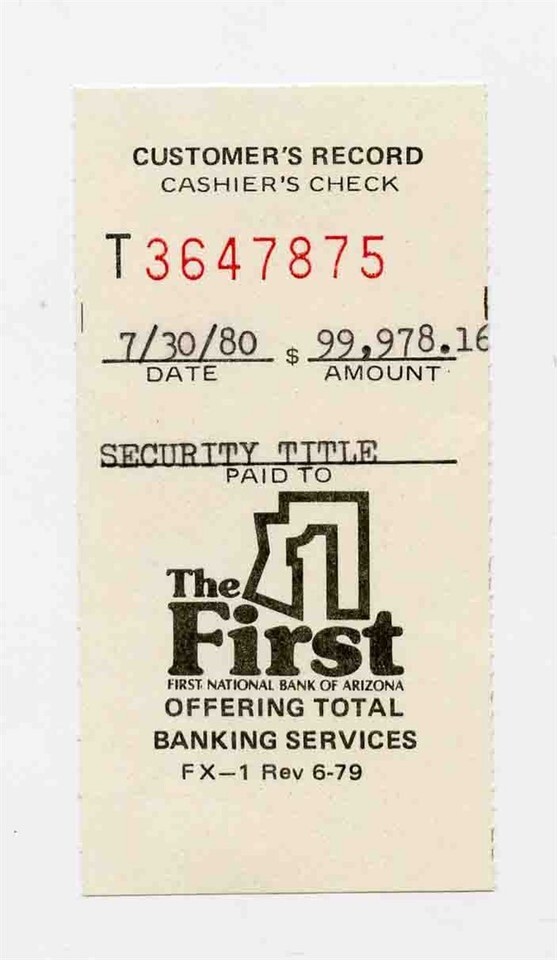 CUSTOMER'S RECORD
CASHIER'S CHECK
T3647875
7/30/80 $ 99,978.16
DATE AMOUNT
SECURITY TITLE
PAID TO
1
The
First
FIRST NATIONAL BANK OF ARIZONA
OFFERING TOTAL
BANKING SERVICES
FX-1 Rev 6-79